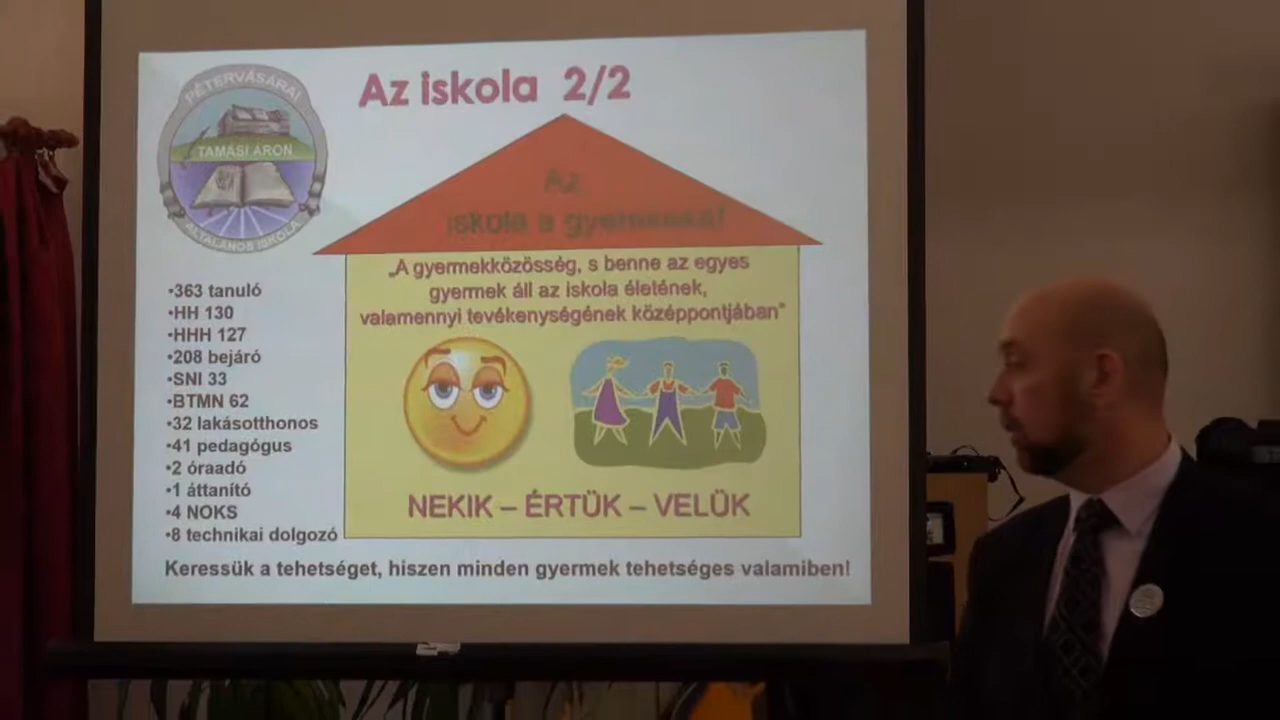 Az iskola 2/2
PÉTERVÁSÁRAI
TAMÁSI ÁRON
ÁLTALÁNOS ISKOLA
Az
iskola a
„A gyermekközösség, s benne az egyes
gyermek áll az iskola életének,
valamennyi tevékenységének középpontjában”
•363 tanuló
•HH 130
•HHH 127
•208 bejáró
•SNI 33
•BTMN 62
•32 lakásotthonos
•41 pedagógus
•2 óraadó
•1 áttanító
•4 NOKS
•8 technikai dolgozó
NEKIK – ÉRTÜK – VELÜK
Keressük a tehetséget, hiszen minden gyermek tehetséges valamiben!